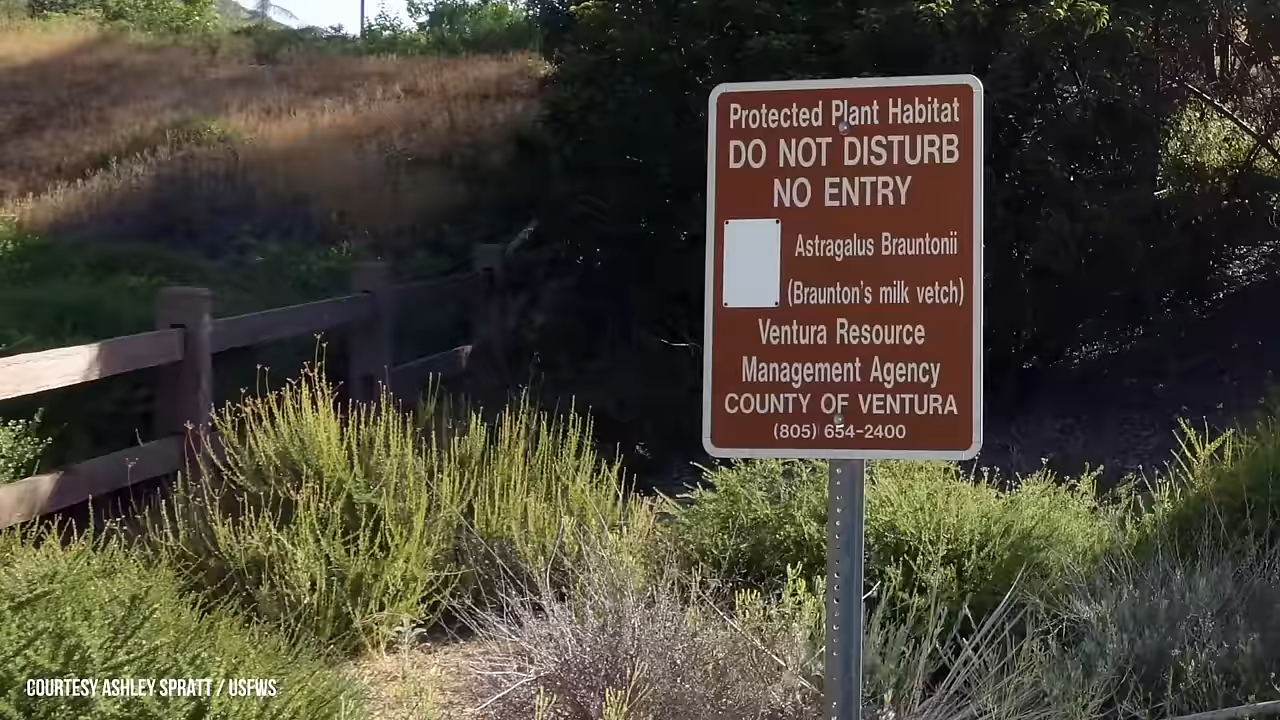 Protected Plant Habitat
DO NOT DISTURB
NO ENTRY
Astragalus Brauntonii
(Braunton's milk vetch)
Ventura Resource
Management Agency
COUNTY OF VENTURA
(805) 654-2400
COURTESY ASHLEY SPRATT / USFWS